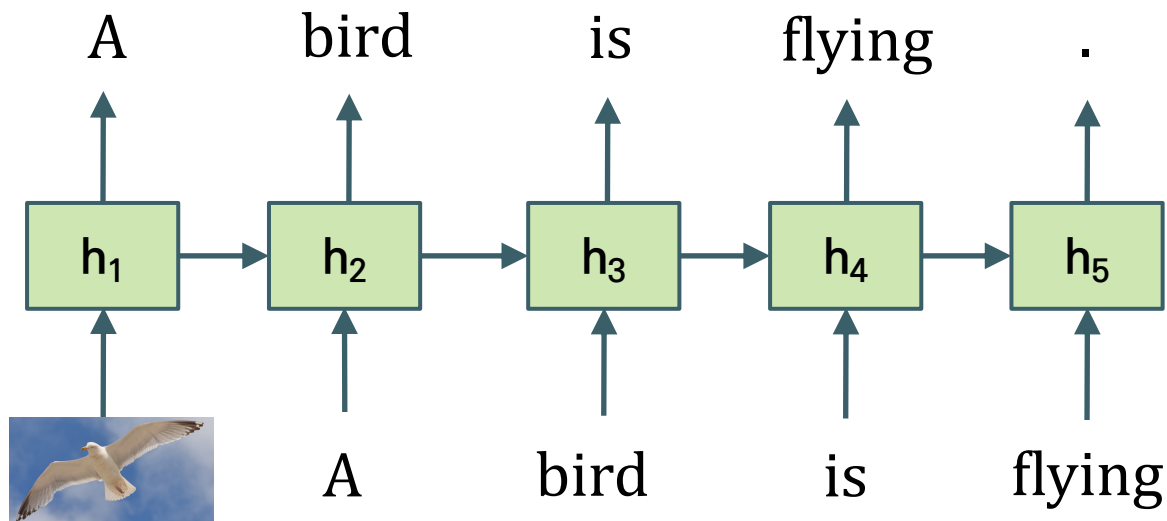 A bird is flying .
h₁ h₂ h₃ h₄ h₅
A bird is flying